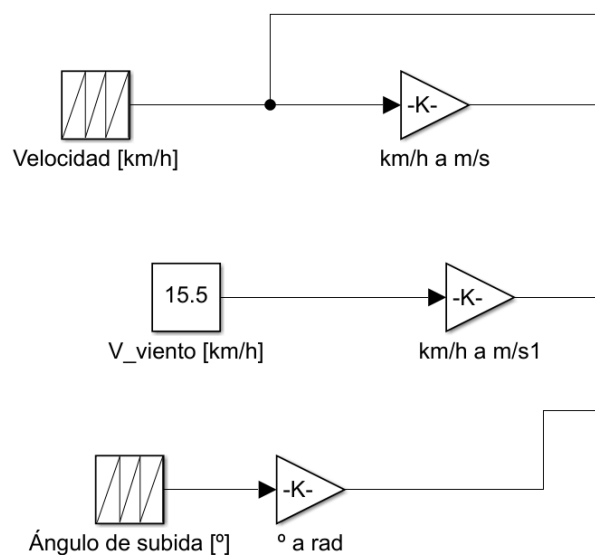 -K-
Velocidad [km/h]
km/h a m/s
15.5
-K-
V_viento [km/h]
km/h a m/s1
-K-
Ángulo de subida [º]
º a rad